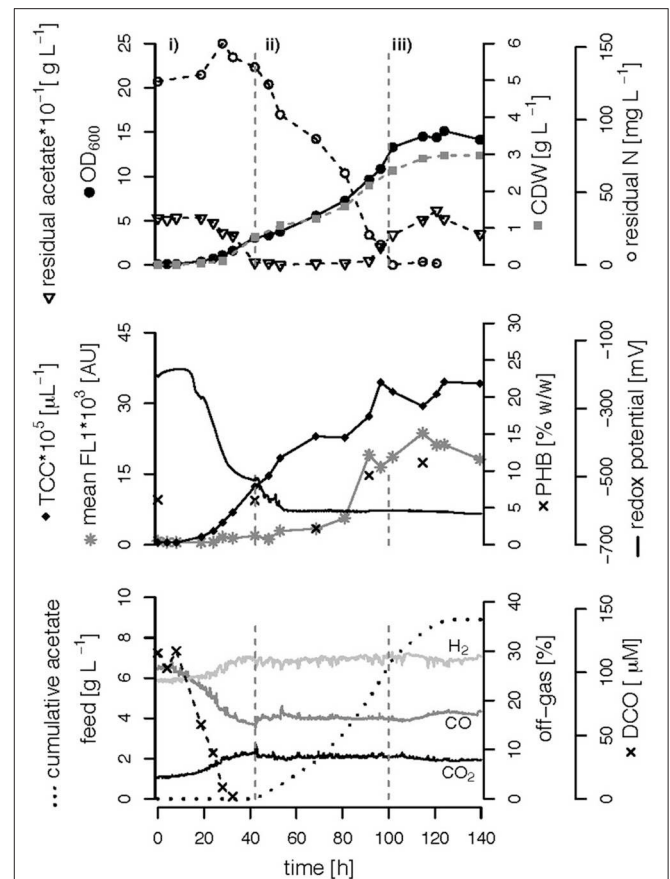 ▽ residual acetate*10⁻¹ [ g L⁻¹]
● OD₆₀₀
25
20
15
10
5
0
i)
ii)
iii)
6
5
4
3
2
1
0
■ CDW [g L⁻¹]
150
100
50
0
○ residual N [mg L⁻¹]
◆ TCC*10⁵ [µL⁻¹]
✳ mean FL1*10³ [AU]
45
30
15
0
30
25
20
15
10
5
0
× PHB [% w/w]
-100
-300
-500
-700
— redox potential [mV]
••• cumulative acetate
feed [g L⁻¹]
10
8
6
4
2
0
H₂
CO
CO₂
40
30
20
10
0
off-gas [%]
150
100
50
0
× DCO [µM]
0 20 40 60 80 100 120 140
time [h]